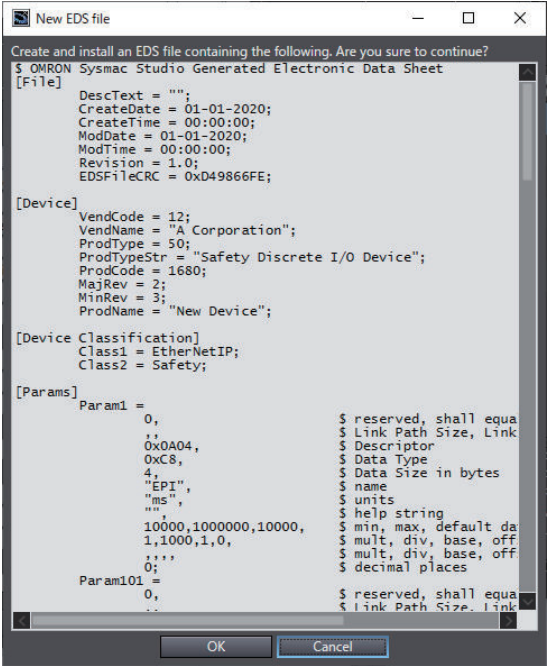 New EDS file
Create and install an EDS file containing the following. Are you sure to continue?
$ OMRON Sysmac Studio Generated Electronic Data Sheet
[File]
DescText = "";
CreateDate = 01-01-2020;
CreateTime = 00:00:00;
ModDate = 01-01-2020;
ModTime = 00:00:00;
Revision = 1.0;
EDSFileCRC = 0xD49866FE;
[Device]
VendCode = 12;
VendName = "A Corporation";
ProdType = 50;
ProdTypeStr = "Safety Discrete I/O Device";
ProdCode = 1680;
MajRev = 2;
MinRev = 3;
ProdName = "New Device";
[Device Classification]
Class1 = EtherNetIP;
Class2 = Safety;
[Params]
Param1 =
0, $ reserved, shall equa
,, $ Link Path Size, Link
0x0A04, $ Descriptor
0xC8, $ Data Type
4, $ Data Size in bytes
"EPI", $ name
"ms", $ units
"", $ help string
10000,1000000,10000, $ min, max, default da
1,1000,1,0, $ mult, div, base, off
,,,, $ mult, div, base, off
0; $ decimal places
Param101 =
0, $ reserved, shall equa
,, $ Link Path Size, Link
OK Cancel